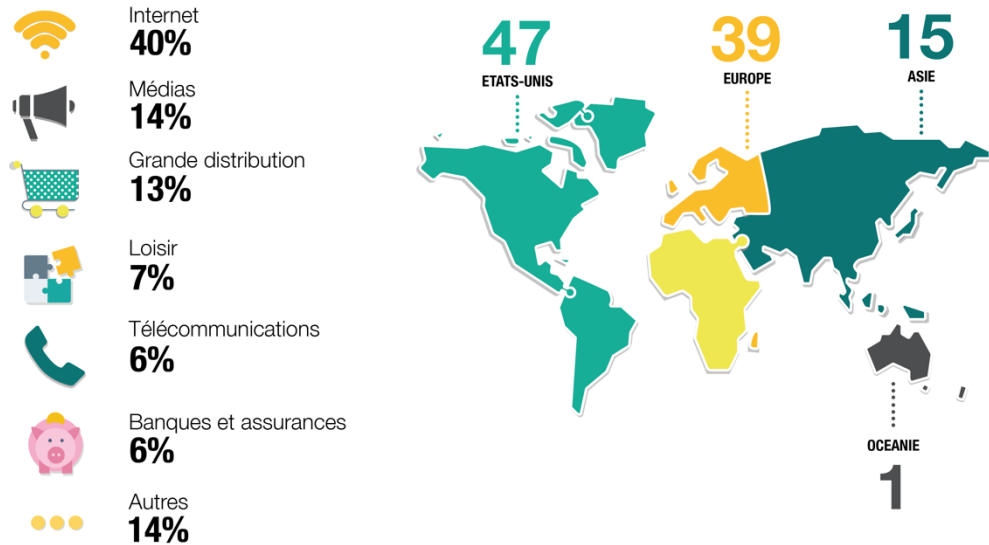 Internet
40%
Médias
14%
Grande distribution
13%
Loisir
7%
Télécommunications
6%
Banques et assurances
6%
Autres
14%
47
ETATS-UNIS
39
EUROPE
15
ASIE
OCEANIE
1